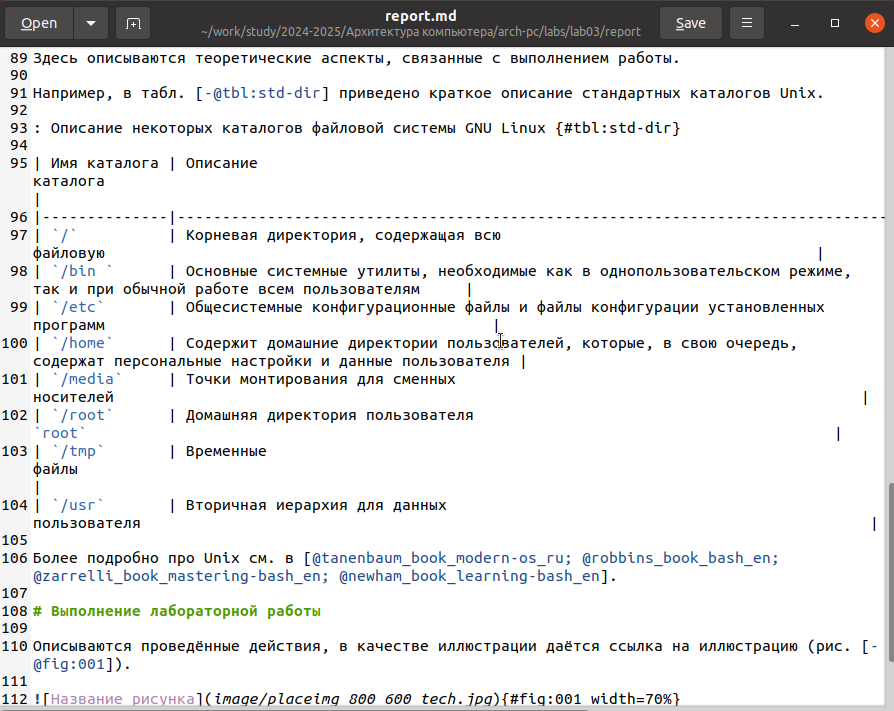 Open
report.md
~/work/study/2024-2025/Архитектура компьютера/arch-pc/labs/lab03/report
Save
89 Здесь описываются теоретические аспекты, связанные с выполнением работы.
90
91 Например, в табл. [-@tbl:std-dir] приведено краткое описание стандартных каталогов Unix.
92
93 : Описание некоторых каталогов файловой системы GNU Linux {#tbl:std-dir}
94
95 | Имя каталога | Описание
каталога
|
96 |--------------|--------------------------------------------------------------------------------
97 | `/`          | Корневая директория, содержащая всю
файловую |
98 | `/bin `      | Основные системные утилиты, необходимые как в однопользовательском режиме,
так и при обычной работе всем пользователям |
99 | `/etc`       | Общесистемные конфигурационные файлы и файлы конфигурации установленных
программ |
100 | `/home`      | Содержит домашние директории пользователей, которые, в свою очередь,
содержат персональные настройки и данные пользователя |
101 | `/media`     | Точки монтирования для сменных
носителей |
102 | `/root`      | Домашняя директория пользователя
`root` |
103 | `/tmp`       | Временные
файлы
|
104 | `/usr`       | Вторичная иерархия для данных
пользователя |
105
106 Более подробно про Unix см. в [@tanenbaum_book_modern-os_ru; @robbins_book_bash_en;
@zarrelli_book_mastering-bash_en; @newham_book_learning-bash_en].
107
108 # Выполнение лабораторной работы
109
110 Описываются проведённые действия, в качестве иллюстрации даётся ссылка на иллюстрацию (рис. [-
@fig:001]).
111
112 ![Название рисунка](image/placeimg_800_600_tech.jpg){#fig:001 width=70%}